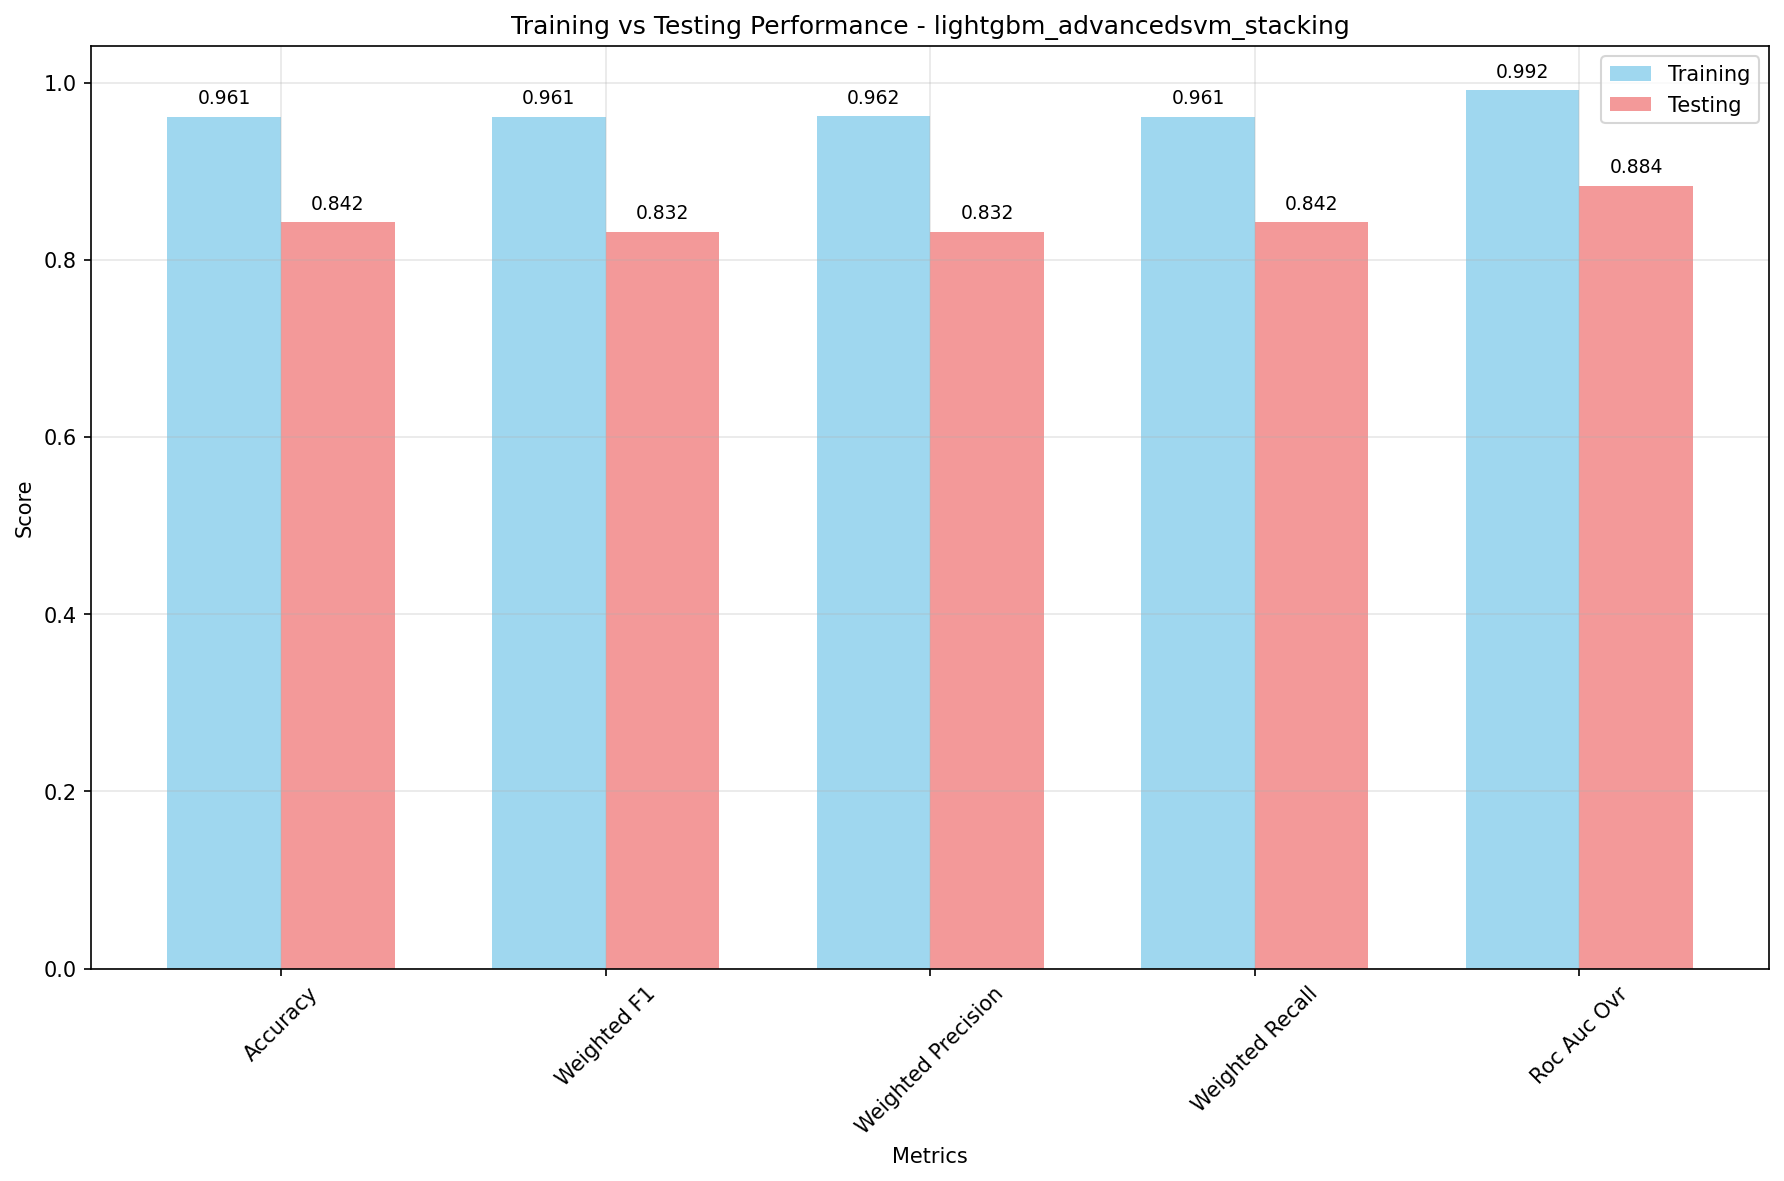 Training vs Testing Performance - lightgbm_advancedsvm_stacking
Training
Testing
0.961
0.842
0.961
0.832
0.962
0.832
0.961
0.842
0.992
0.884
1.0
0.8
0.6
0.4
0.2
0.0
Score
Accuracy
Weighted F1
Weighted Precision
Weighted Recall
Roc Auc Ovr
Metrics